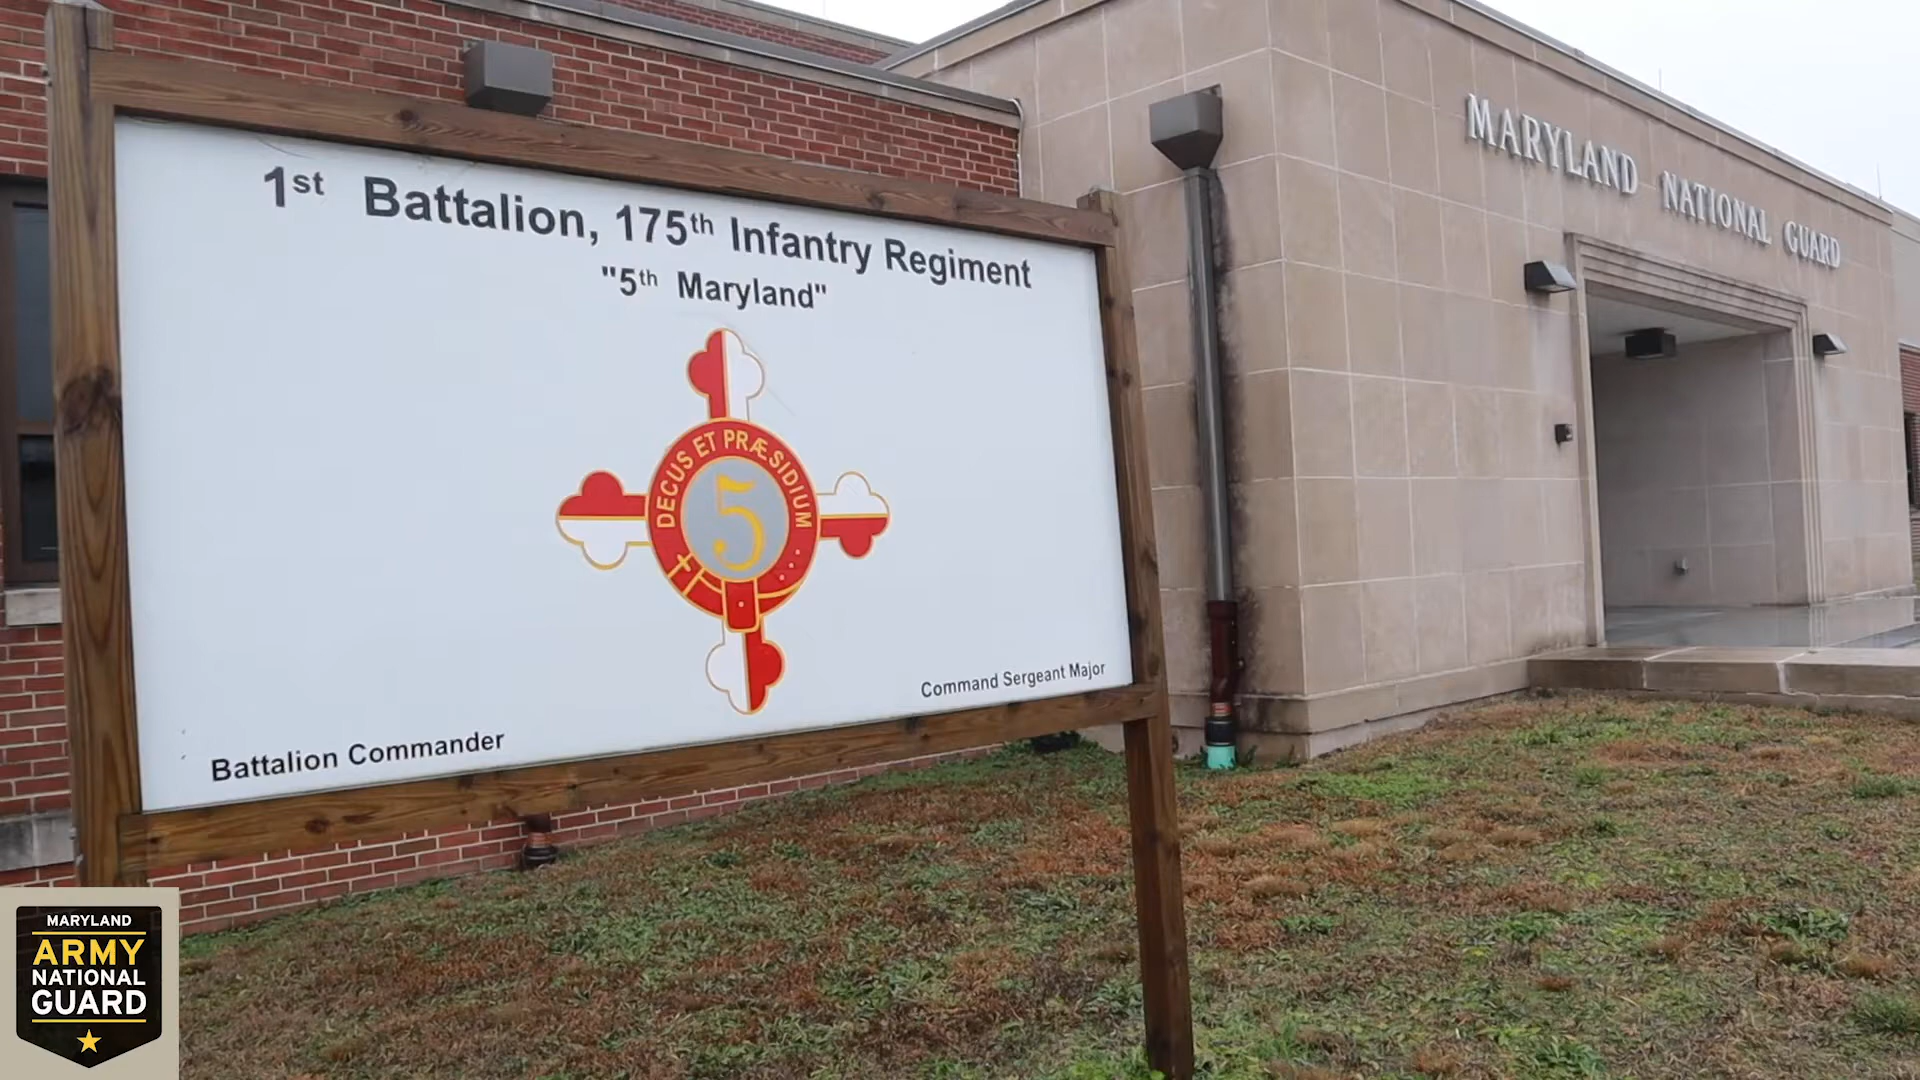 1st Battalion, 175th Infantry Regiment
"5th Maryland"
DECUS ET PRÆSIDIUM
5
Battalion Commander
Command Sergeant Major
MARYLAND NATIONAL GUARD
MARYLAND
ARMY
NATIONAL
GUARD